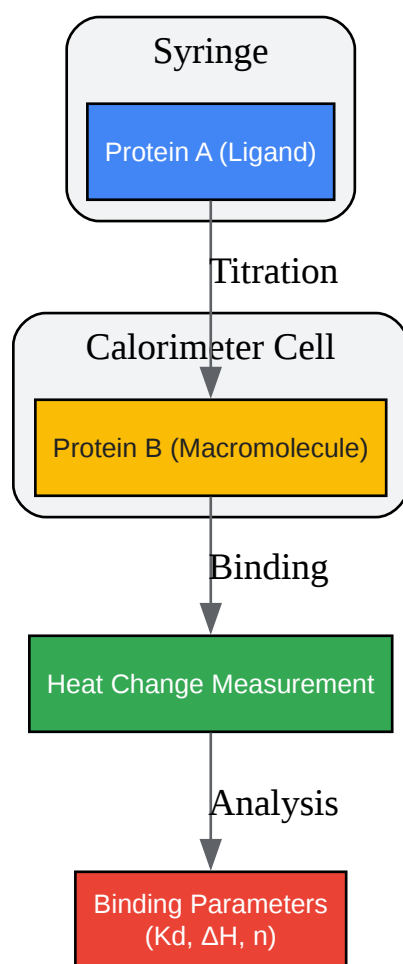 Syringe
Protein A (Ligand)
Titration
Calorimeter Cell
Protein B (Macromolecule)
Binding
Heat Change Measurement
Analysis
Binding Parameters
(Kd, ΔH, n)